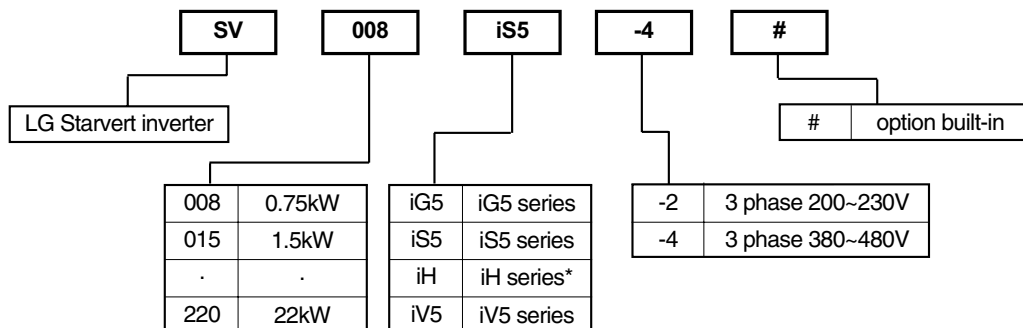 SV 008 iS5 -4 #
LG Starvert inverter
# option built-in
008 0.75kW
015 1.5kW
. .
220 22kW
iG5 iG5 series
iS5 iS5 series
iH iH series*
iV5 iV5 series
-2 3 phase 200~230V
-4 3 phase 380~480V